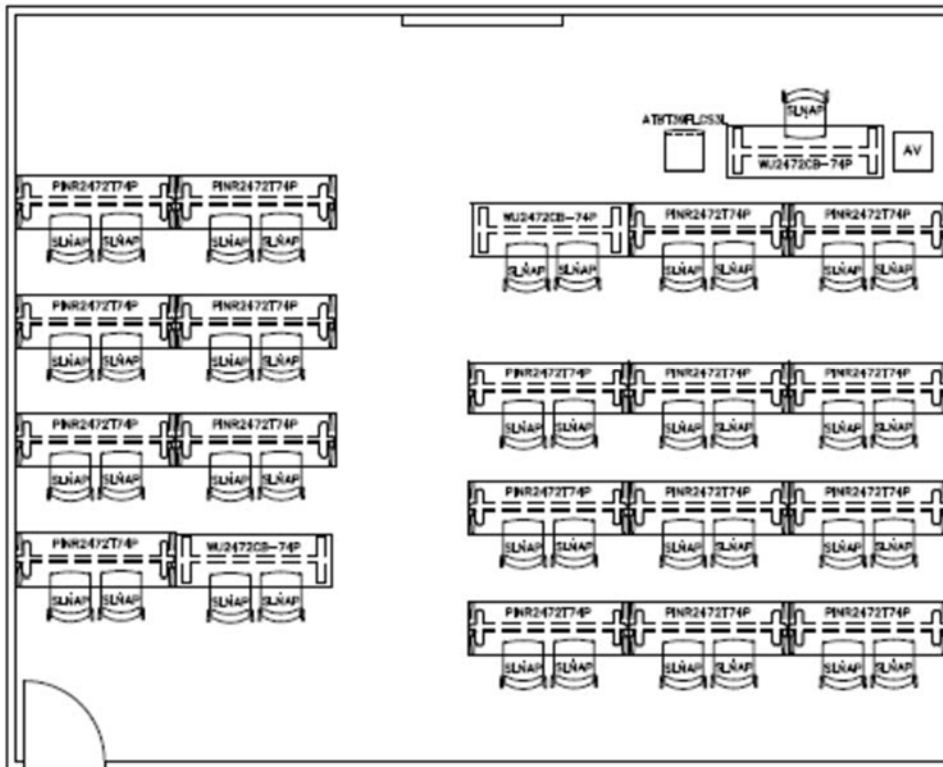 SLNAP
ATBT30FLCS3L
WU2472CB-74P
AV
PINR2472T74P PINR2472T74P
SLNAP SLNAP SLNAP SLNAP
WU2472CB-74P PINR2472T74P PINR2472T74P
SLNAP SLNAP SLNAP SLNAP SLNAP SLNAP
PINR2472T74P PINR2472T74P
SLNAP SLNAP SLNAP SLNAP
PINR2472T74P PINR2472T74P PINR2472T74P
SLNAP SLNAP SLNAP SLNAP SLNAP SLNAP
PINR2472T74P PINR2472T74P
SLNAP SLNAP SLNAP SLNAP
PINR2472T74P PINR2472T74P PINR2472T74P
SLNAP SLNAP SLNAP SLNAP SLNAP SLNAP
PINR2472T74P WU2472CB-74P
SLNAP SLNAP SLNAP SLNAP
PINR2472T74P PINR2472T74P PINR2472T74P
SLNAP SLNAP SLNAP SLNAP SLNAP SLNAP